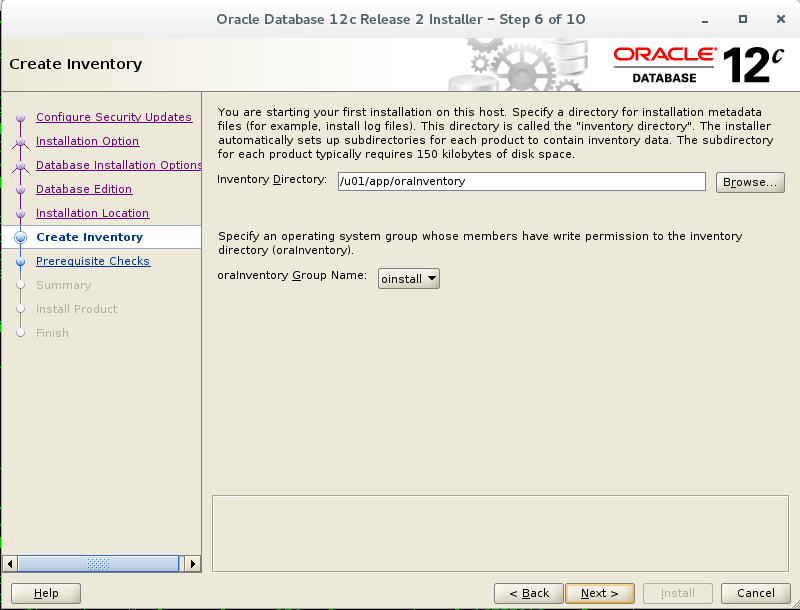 Oracle Database 12c Release 2 Installer – Step 6 of 10
Create Inventory
ORACLE®
DATABASE
12c
Configure Security Updates
Installation Option
Database Installation Options
Database Edition
Installation Location
Create Inventory
Prerequisite Checks
Summary
Install Product
Finish
You are starting your first installation on this host. Specify a directory for installation metadata
files (for example, install log files). This directory is called the "inventory directory". The installer
automatically sets up subdirectories for each product to contain inventory data. The subdirectory
for each product typically requires 150 kilobytes of disk space.
Inventory Directory: /u01/app/oraInventory Browse...
Specify an operating system group whose members have write permission to the inventory
directory (oraInventory).
oraInventory Group Name: oinstall
Help < Back Next > Install Cancel